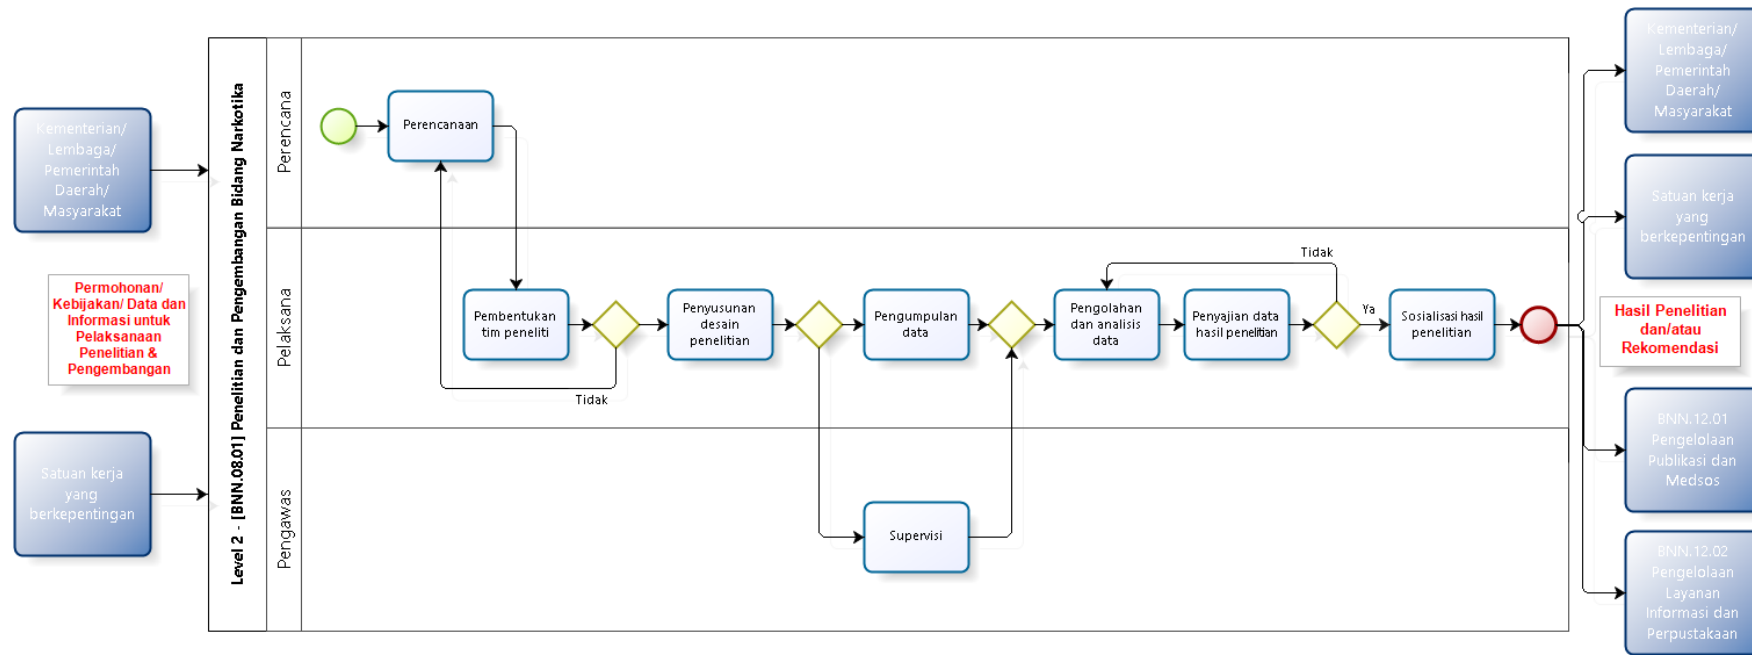 Kementerian/
Lembaga/
Pemerintah
Daerah/
Masyarakat
Permohonan/
Kebijakan/ Data dan
Informasi untuk
Pelaksanaan
Penelitian &
Pengembangan
Satuan kerja
yang
berkepentingan
Level 2 - [BNN.08.01] Penelitian dan Pengembangan Bidang Narkotika
Perencana
Perencanaan
Pelaksana
Pembentukan
tim peneliti
Tidak
Penyusunan
desain
penelitian
Pengumpulan
data
Pengolahan
dan analisis
data
Penyajian data
hasil penelitian
Tidak
Ya
Sosialisasi hasil
penelitian
Pengawas
Supervisi
Kementerian/
Lembaga/
Pemerintah
Daerah/
Masyarakat
Satuan kerja
yang
berkepentingan
Hasil Penelitian
dan/atau
Rekomendasi
BNN.12.01
Pengelolaan
Publikasi dan
Medsos
BNN.12.02
Pengelolaan
Layanan
Informasi dan
Perpustakaan